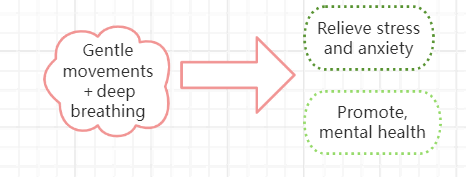 Gentle
movements
+ deep
breathing
Relieve stress
and anxiety
Promote,
mental health